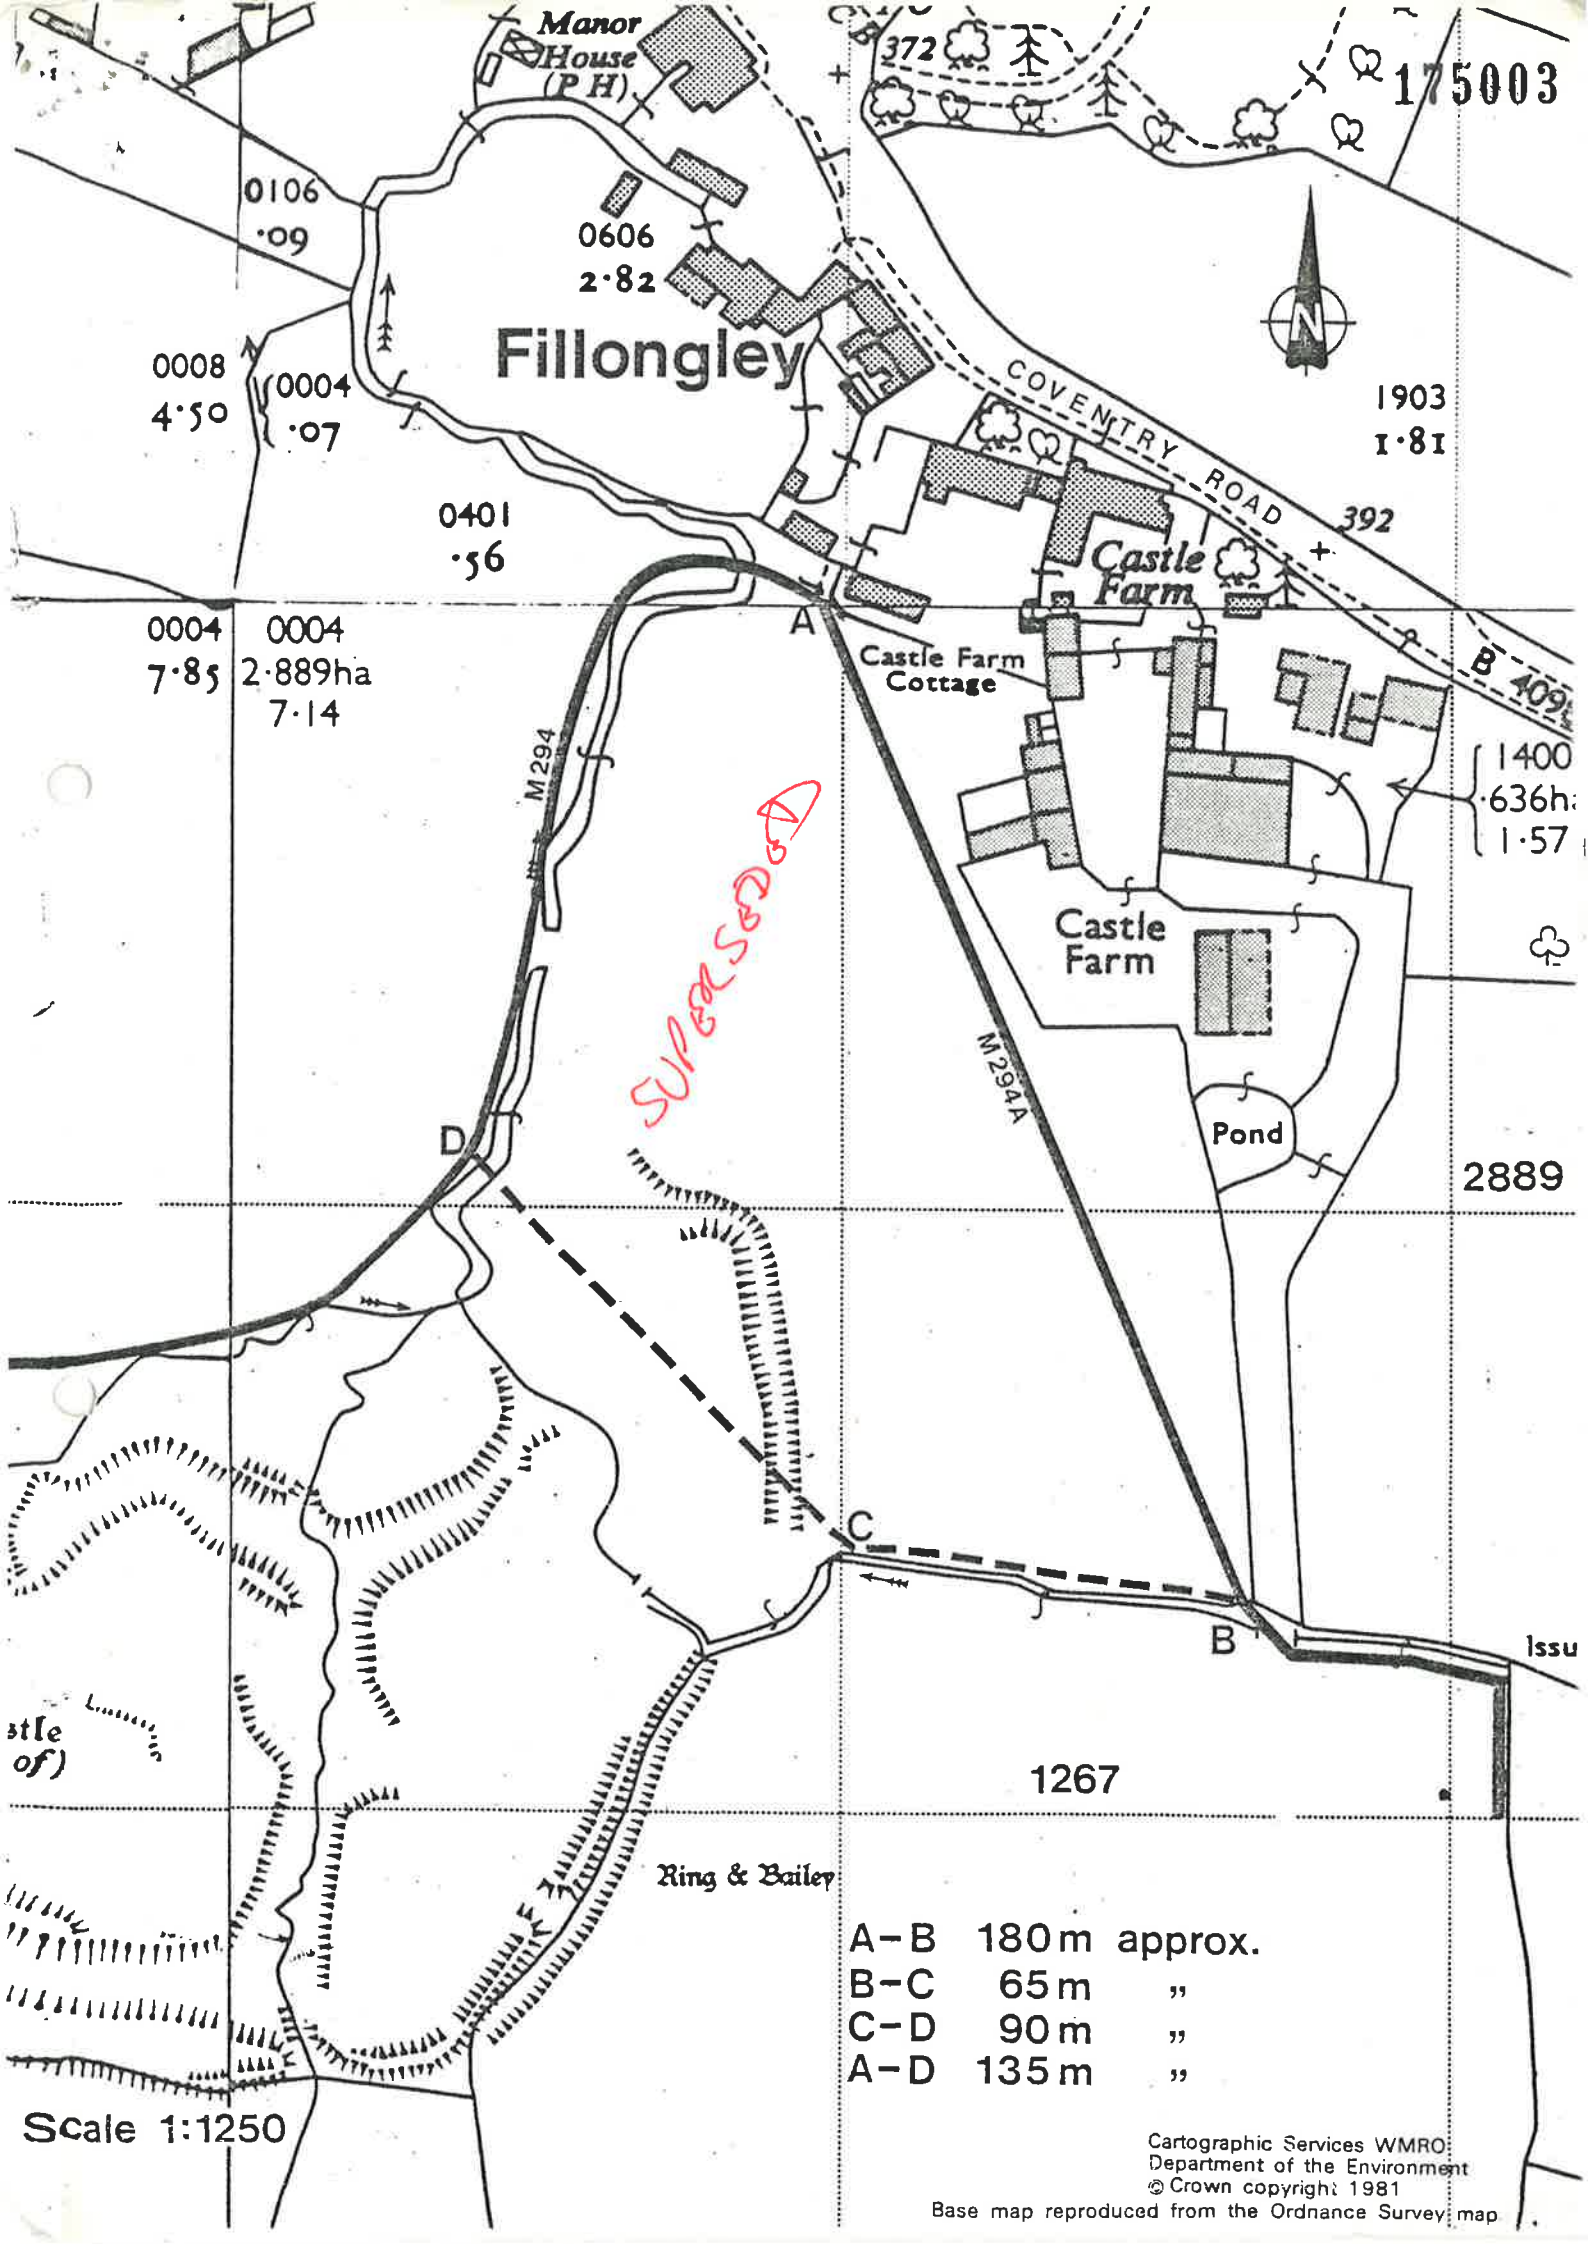 Manor
House
(P H)
372
175003
0106
·09
0606
2·82
Fillongley
N
0008
4·50
0004
·07
COVENTRY ROAD
1903
1·81
0401
·56
392
Castle
Farm
A
0004
7·85
0004
2·889ha
7·14
Castle Farm
Cottage
B 409
M294
1400
·636h
1·57
SUPERSEDED
Castle
Farm
M294A
D
Pond
2889
C
B
Issu
stle
of)
1267
Ring & Bailey
A-B 180m approx.
B-C 65m "
C-D 90m "
A-D 135m "
Scale 1:1250
Cartographic Services WMRO
Department of the Environment
© Crown copyright 1981
Base map reproduced from the Ordnance Survey map